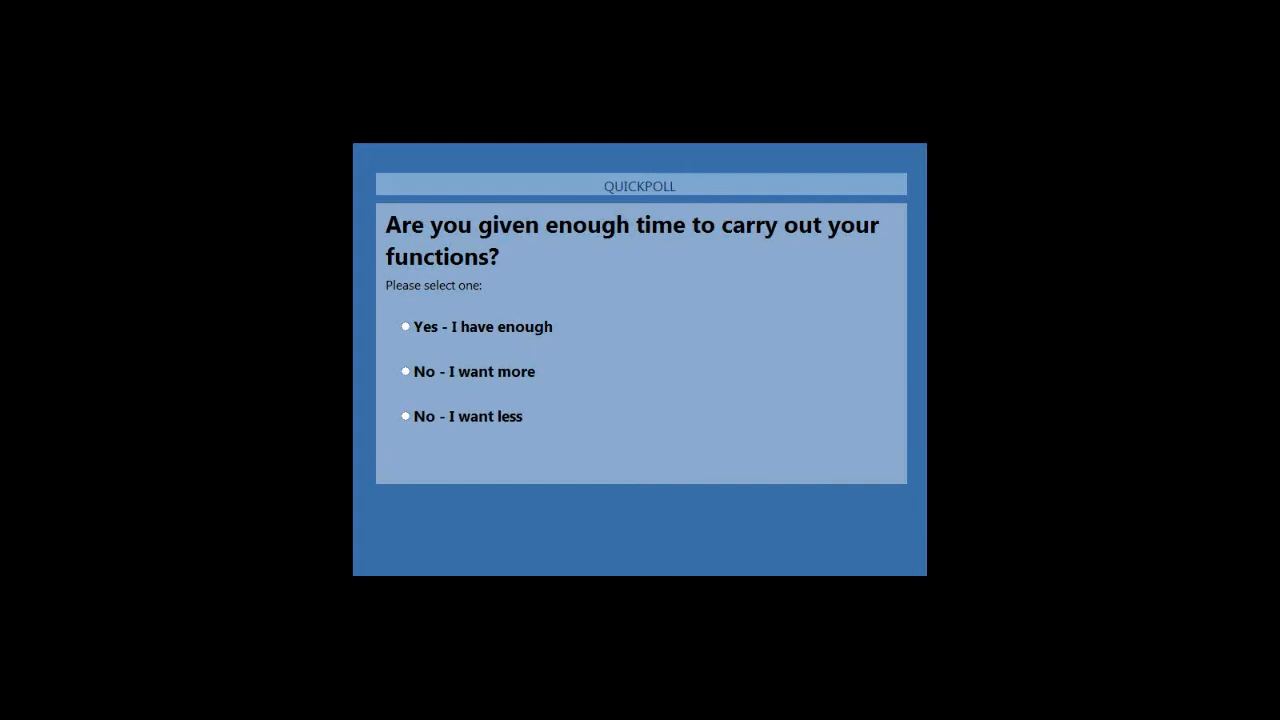 QUICKPOLL
Are you given enough time to carry out your
functions?
Please select one:
Yes - I have enough
No - I want more
No - I want less